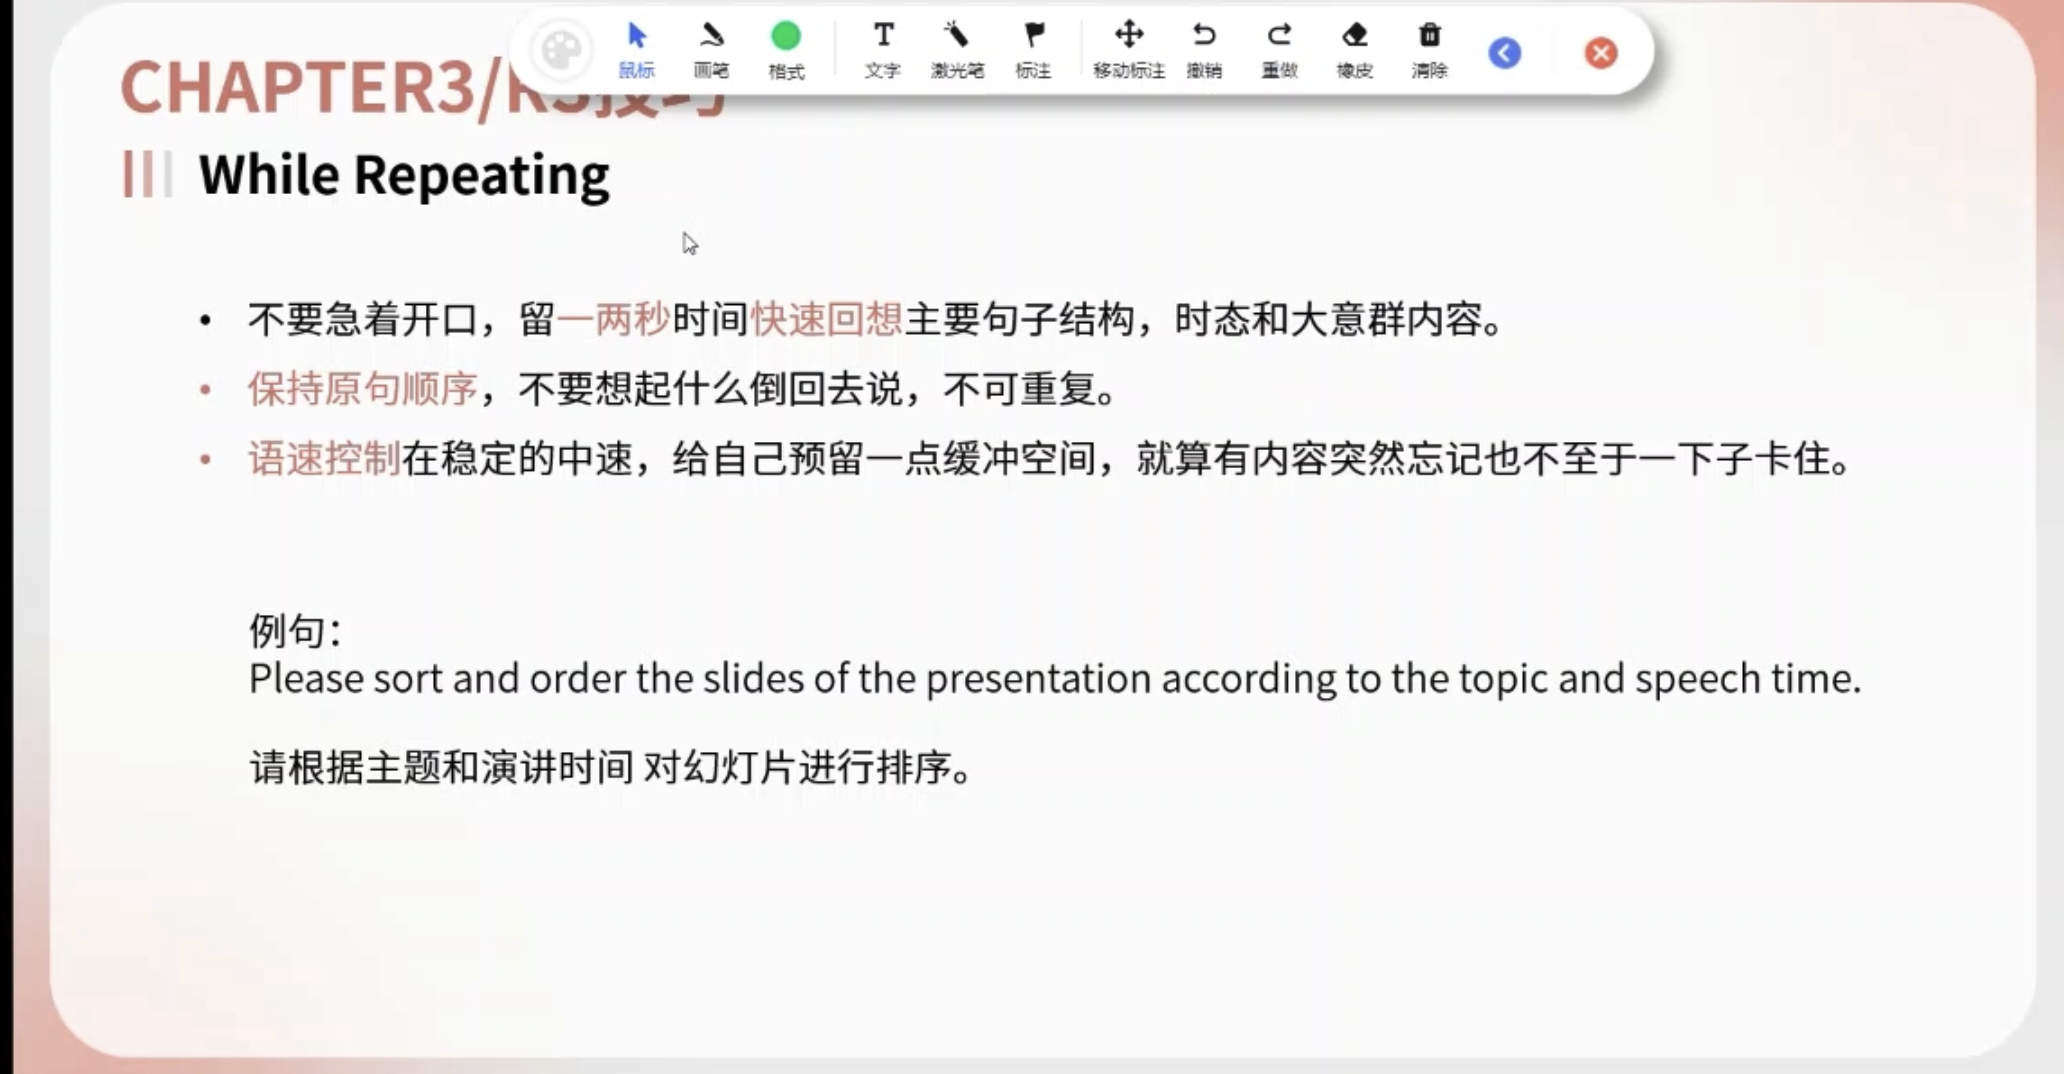 鼠标 画笔 格式 文字 激光笔 标注 移动标注 撤销 重做 橡皮 清除
CHAPTER3/RS技巧
While Repeating
• 不要急着开口，留一两秒时间快速回想主要句子结构，时态和大意群内容。
• 保持原句顺序，不要想起什么倒回去说，不可重复。
• 语速控制在稳定的中速，给自己预留一点缓冲空间，就算有内容突然忘记也不至于一下子卡住。
例句：
Please sort and order the slides of the presentation according to the topic and speech time.
请根据主题和演讲时间 对幻灯片进行排序。